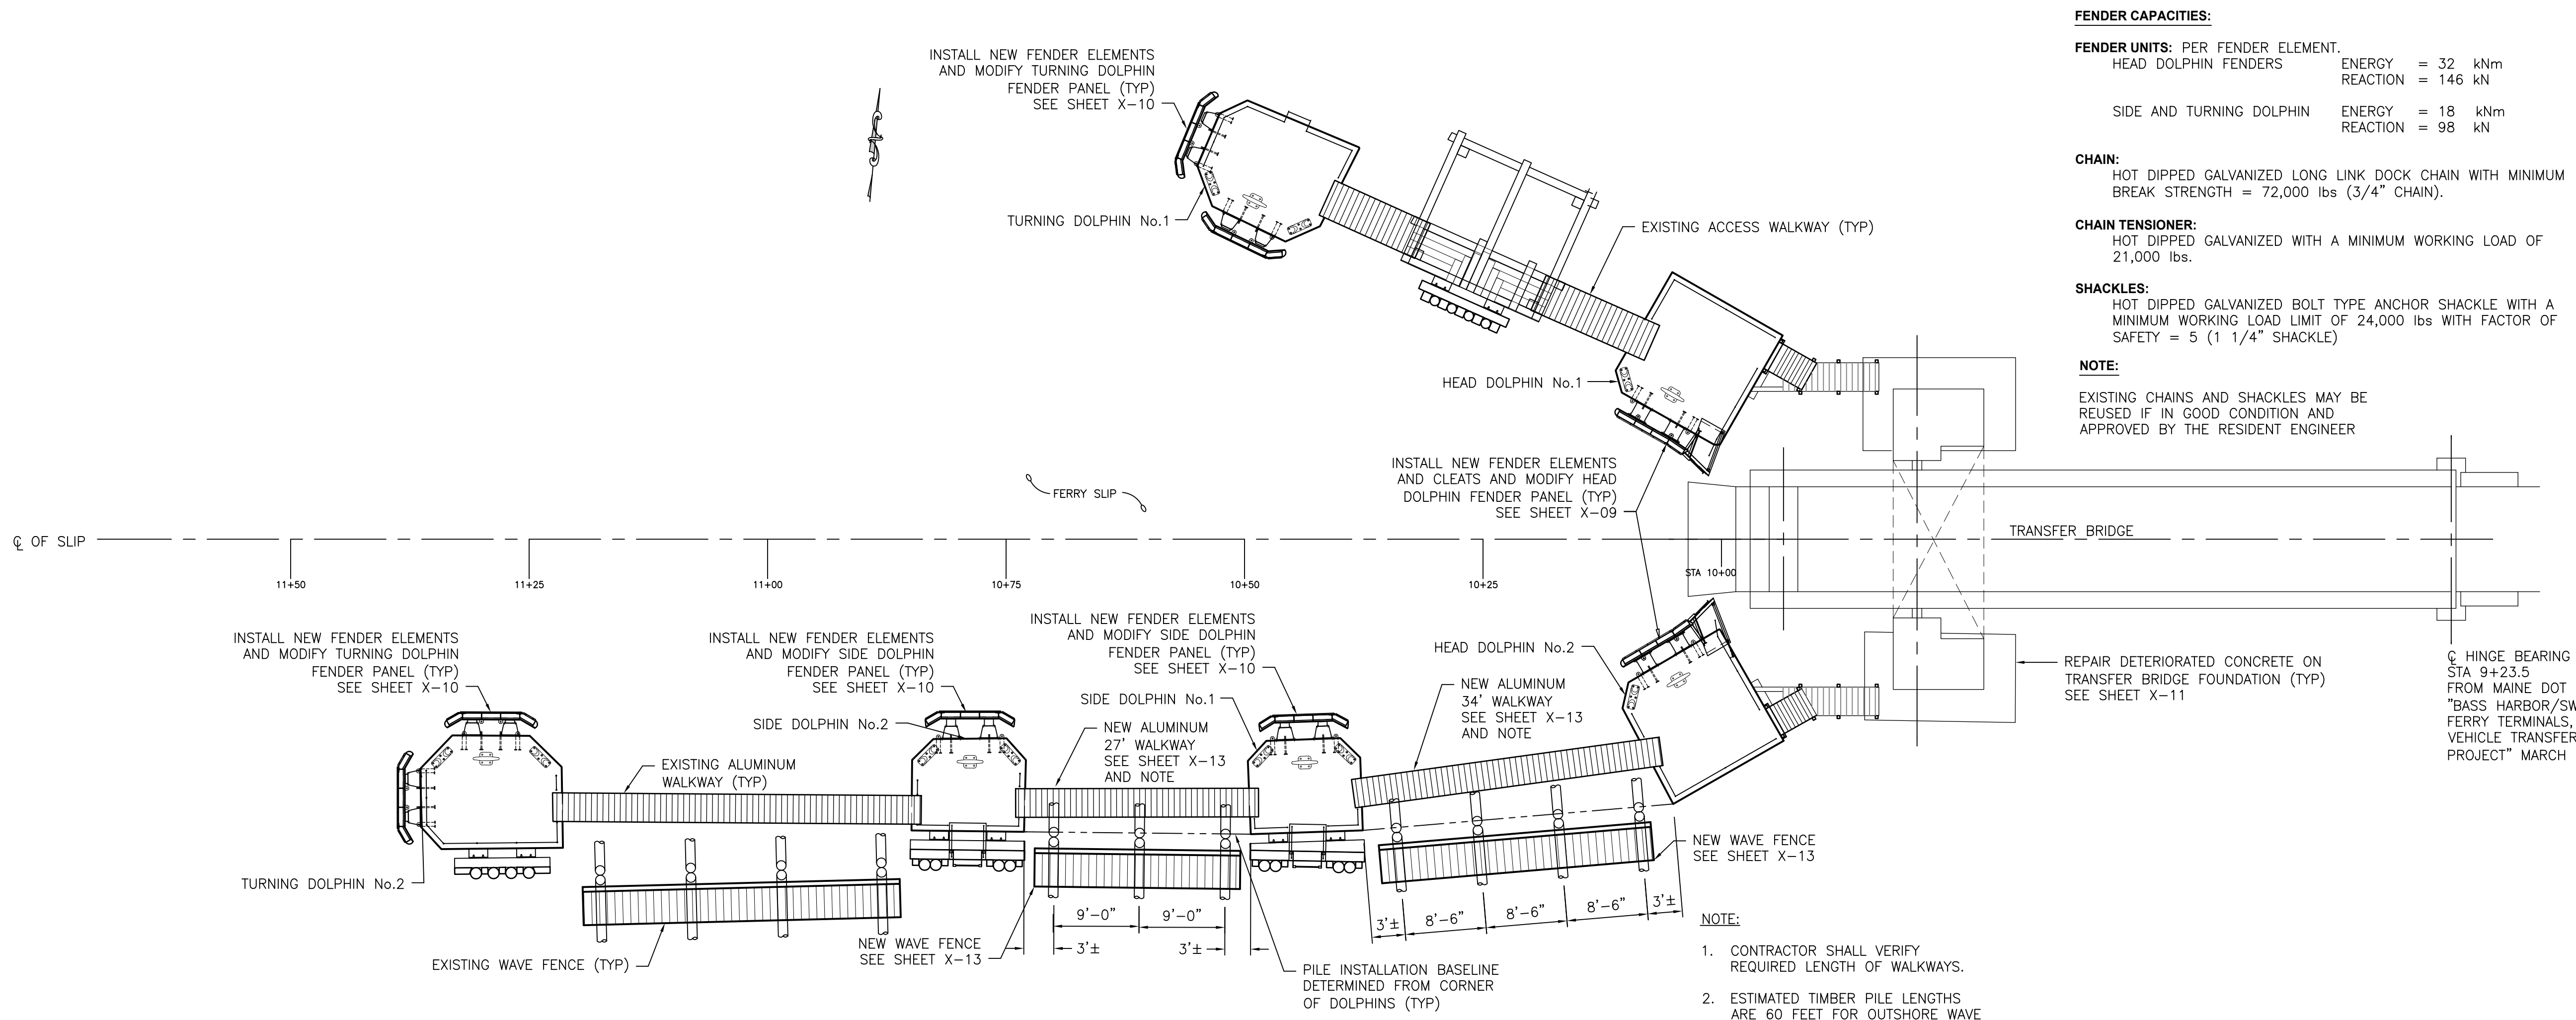 FENDER CAPACITIES:
FENDER UNITS: PER FENDER ELEMENT.
HEAD DOLPHIN FENDERS ENERGY = 32 kNm
REACTION = 146 kN
SIDE AND TURNING DOLPHIN ENERGY = 18 kNm
REACTION = 98 kN
CHAIN:
HOT DIPPED GALVANIZED LONG LINK DOCK CHAIN WITH MINIMUM
BREAK STRENGTH = 72,000 lbs (3/4" CHAIN).
CHAIN TENSIONER:
HOT DIPPED GALVANIZED WITH A MINIMUM WORKING LOAD OF
21,000 lbs.
SHACKLES:
HOT DIPPED GALVANIZED BOLT TYPE ANCHOR SHACKLE WITH A
MINIMUM WORKING LOAD LIMIT OF 24,000 lbs WITH FACTOR OF
SAFETY = 5 (1 1/4" SHACKLE)
NOTE:
EXISTING CHAINS AND SHACKLES MAY BE
REUSED IF IN GOOD CONDITION AND
APPROVED BY THE RESIDENT ENGINEER
INSTALL NEW FENDER ELEMENTS
AND MODIFY TURNING DOLPHIN
FENDER PANEL (TYP)
SEE SHEET X-10
TURNING DOLPHIN No.1
EXISTING ACCESS WALKWAY (TYP)
HEAD DOLPHIN No.1
INSTALL NEW FENDER ELEMENTS
AND CLEATS AND MODIFY HEAD
DOLPHIN FENDER PANEL (TYP)
SEE SHEET X-09
FERRY SLIP
℄ OF SLIP
TRANSFER BRIDGE
11+50
11+25
11+00
10+75
10+50
10+25
STA 10+00
INSTALL NEW FENDER ELEMENTS
AND MODIFY TURNING DOLPHIN
FENDER PANEL (TYP)
SEE SHEET X-10
INSTALL NEW FENDER ELEMENTS
AND MODIFY SIDE DOLPHIN
FENDER PANEL (TYP)
SEE SHEET X-10
INSTALL NEW FENDER ELEMENTS
AND MODIFY SIDE DOLPHIN
FENDER PANEL (TYP)
SEE SHEET X-10
HEAD DOLPHIN No.2
SIDE DOLPHIN No.1
SIDE DOLPHIN No.2
NEW ALUMINUM
27' WALKWAY
SEE SHEET X-13
AND NOTE
NEW ALUMINUM
34' WALKWAY
SEE SHEET X-13
AND NOTE
REPAIR DETERIORATED CONCRETE ON
TRANSFER BRIDGE FOUNDATION (TYP)
SEE SHEET X-11
℄ HINGE BEARING
STA 9+23.5
FROM MAINE DOT
"BASS HARBOR/SW
FERRY TERMINALS,
VEHICLE TRANSFER
PROJECT" MARCH
EXISTING ALUMINUM
WALKWAY (TYP)
TURNING DOLPHIN No.2
NEW WAVE FENCE
SEE SHEET X-13
EXISTING WAVE FENCE (TYP)
NEW WAVE FENCE
SEE SHEET X-13
9'-0"
9'-0"
3'±
3'±
3'±
8'-6"
8'-6"
8'-6"
3'±
PILE INSTALLATION BASELINE
DETERMINED FROM CORNER
OF DOLPHINS (TYP)
NOTE:
1. CONTRACTOR SHALL VERIFY
REQUIRED LENGTH OF WALKWAYS.
2. ESTIMATED TIMBER PILE LENGTHS
ARE 60 FEET FOR OUTSHORE WAVE